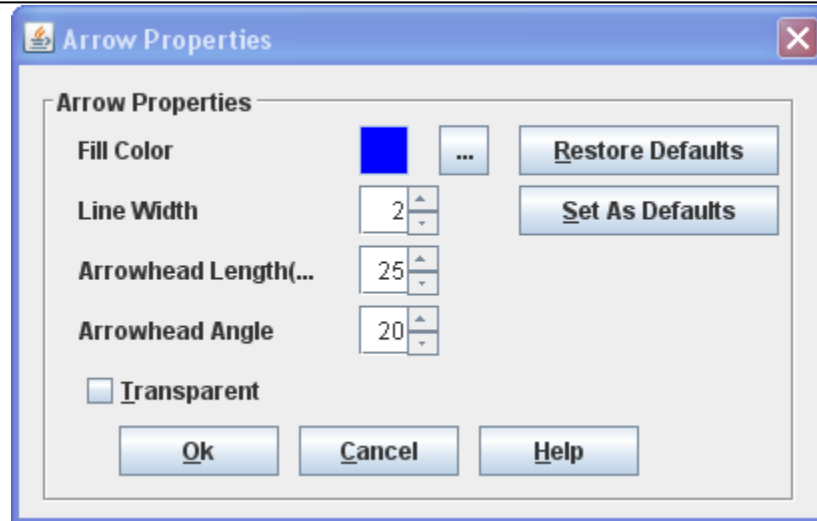 Arrow Properties
Arrow Properties
Fill Color ... Restore Defaults
Line Width 2 Set As Defaults
Arrowhead Length(... 25
Arrowhead Angle 20
Transparent
Ok Cancel Help